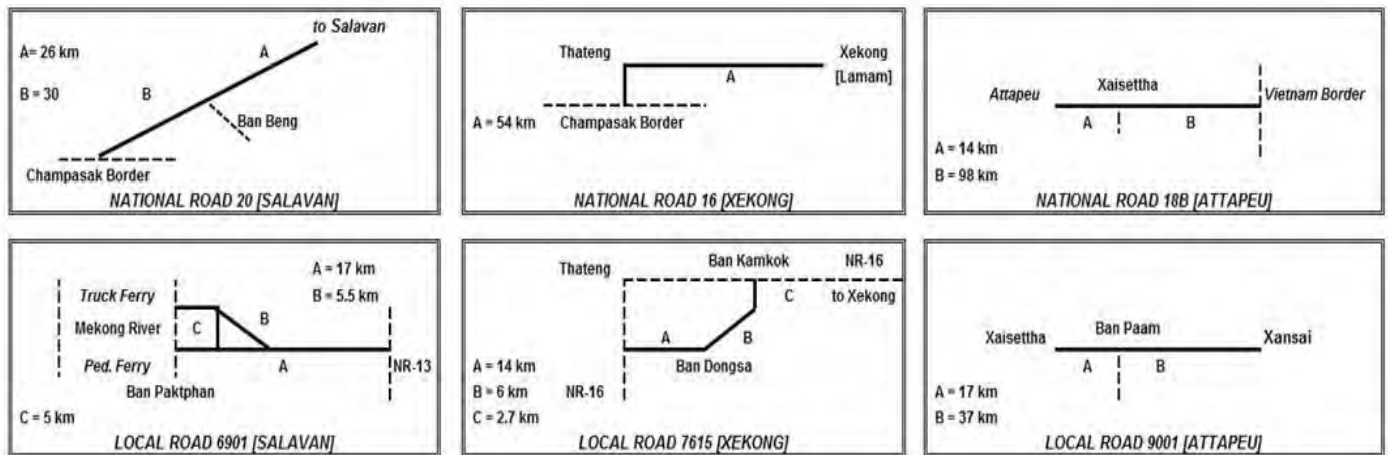 to Salavan
A= 26 km
A
B = 30
B
Ban Beng
Champasak Border
NATIONAL ROAD 20 [SALAVAN]
Thateng
Xekong
A
[Lamam]
A = 54 km
Champasak Border
NATIONAL ROAD 16 [XEKONG]
Xaisettha
Attapeu
Vietnam Border
A
B
A = 14 km
B = 98 km
NATIONAL ROAD 18B [ATTAPEU]
A = 17 km
Truck Ferry
B = 5.5 km
B
Mekong River
C
Ped. Ferry
A
NR-13
Ban Paktphan
C = 5 km
LOCAL ROAD 6901 [SALAVAN]
Thateng
Ban Kamkok
NR-16
C
to Xekong
A
B
A = 14 km
Ban Dongsa
B = 6 km
NR-16
C = 2.7 km
LOCAL ROAD 7615 [XEKONG]
Ban Paam
Xaisettha
Xansai
A
B
A = 17 km
B = 37 km
LOCAL ROAD 9001 [ATTAPEU]